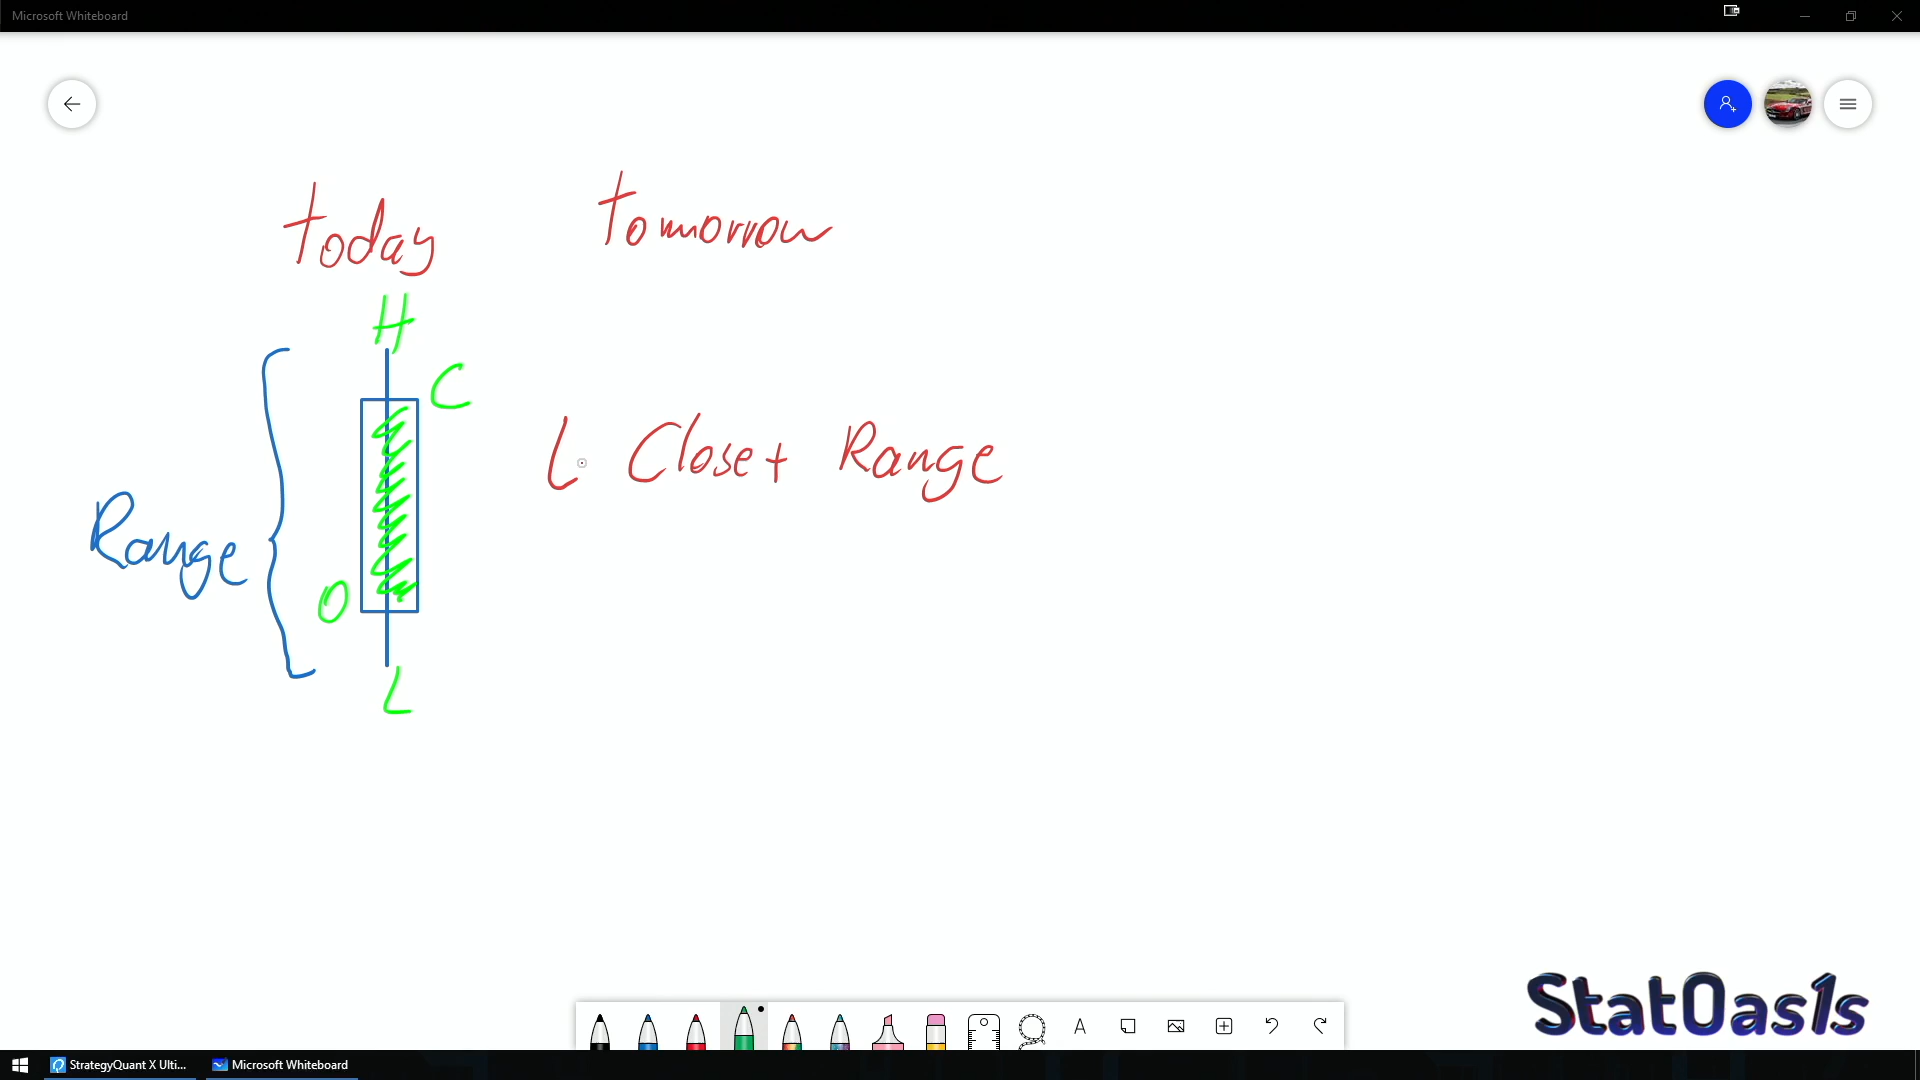 Microsoft Whiteboard
today tomorrow
H
C
L Close + Range
Range
O
L
A
StatOas1s
StrategyQuant X Ulti... Microsoft Whiteboard